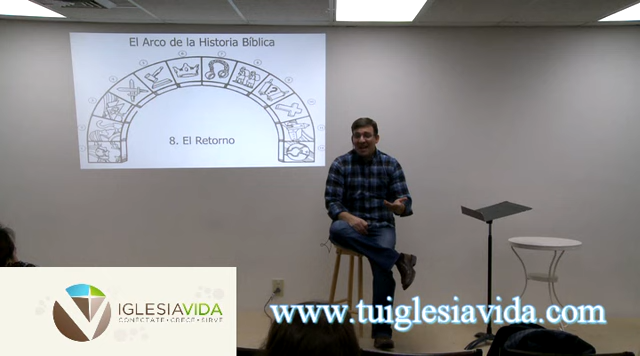 El Arco de la Historia Bíblica
8. El Retorno
IGLESIAVIDA
CONÉCTATE • CRECE • SIRVE
www.tuiglesiavida.com